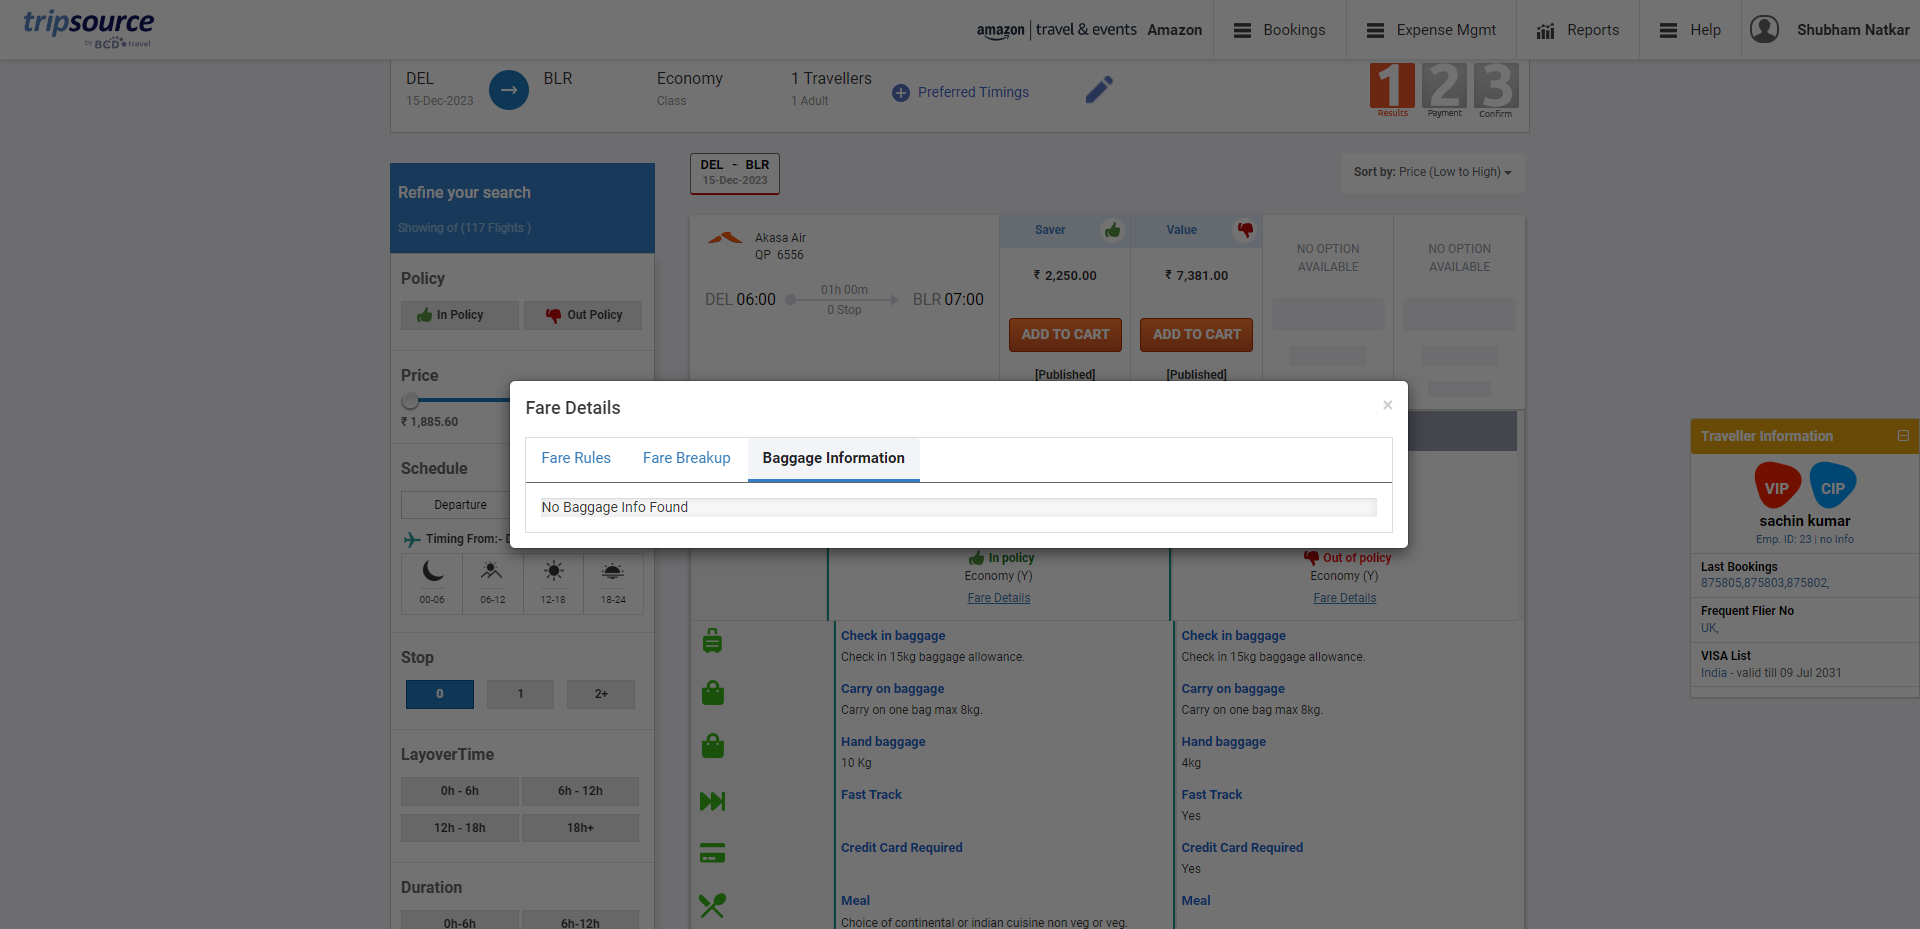 tripsource
by BCD travel
amazon | travel & events Amazon
Bookings
Expense Mgmt
Reports
Help
Shubham Natkar
DEL
15-Dec-2023
BLR
Economy
Class
1 Travellers
1 Adult
Preferred Timings
1 2 3
Results Payment Confirm
Refine your search
Showing of (117 Flights )
Policy
In Policy
Out Policy
Price
₹ 1,885.60
Schedule
Departure
Timing From:- D
00-06
06-12
12-18
18-24
Stop
0
1
2+
LayoverTime
0h - 6h
6h - 12h
12h - 18h
18h+
Duration
0h-6h
6h-12h
DEL - BLR
15-Dec-2023
Sort by: Price (Low to High)
Akasa Air
QP 6556
DEL 06:00
01h 00m
0 Stop
BLR 07:00
Saver
₹ 2,250.00
ADD TO CART
[Published]
Value
₹ 7,381.00
ADD TO CART
[Published]
NO OPTION
AVAILABLE
NO OPTION
AVAILABLE
Fare Details
×
Fare Rules
Fare Breakup
Baggage Information
No Baggage Info Found
In policy
Economy (Y)
Fare Details
Out of policy
Economy (Y)
Fare Details
Check in baggage
Check in 15kg baggage allowance.
Check in baggage
Check in 15kg baggage allowance.
Carry on baggage
Carry on one bag max 8kg.
Carry on baggage
Carry on one bag max 8kg.
Hand baggage
10 Kg
Hand baggage
4kg
Fast Track
Fast Track
Yes
Credit Card Required
Credit Card Required
Yes
Meal
Choice of continental or indian cuisine non veg or veg.
Meal
Traveller Information
VIP
CIP
sachin kumar
Emp. ID: 23 | no Info
Last Bookings
875805,875803,875802,
Frequent Flier No
UK,
VISA List
India - valid till 09 Jul 2031